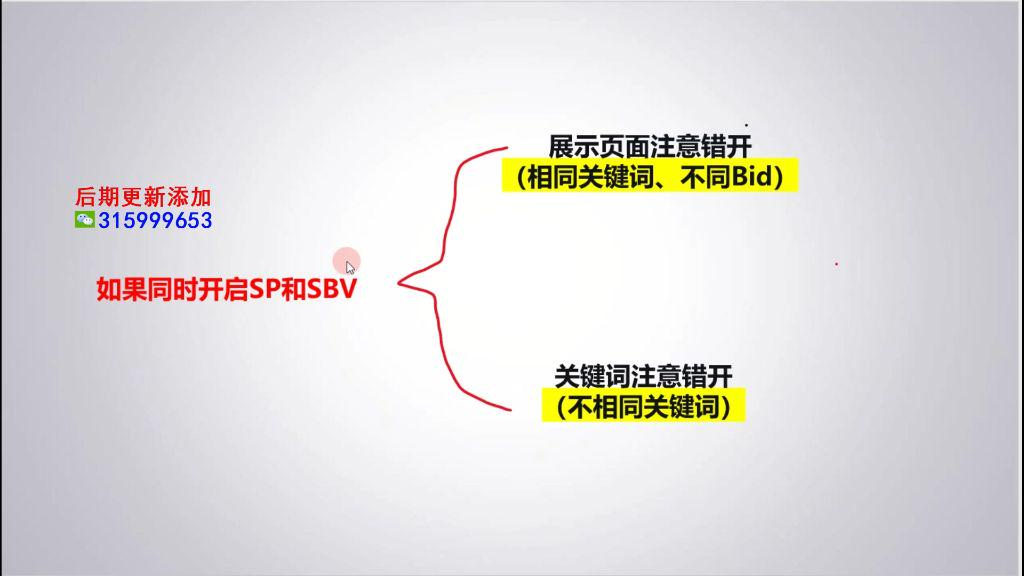 后期更新添加
315999653
如果同时开启SP和SBV
展示页面注意错开
（相同关键词、不同Bid）
关键词注意错开
（不相同关键词）